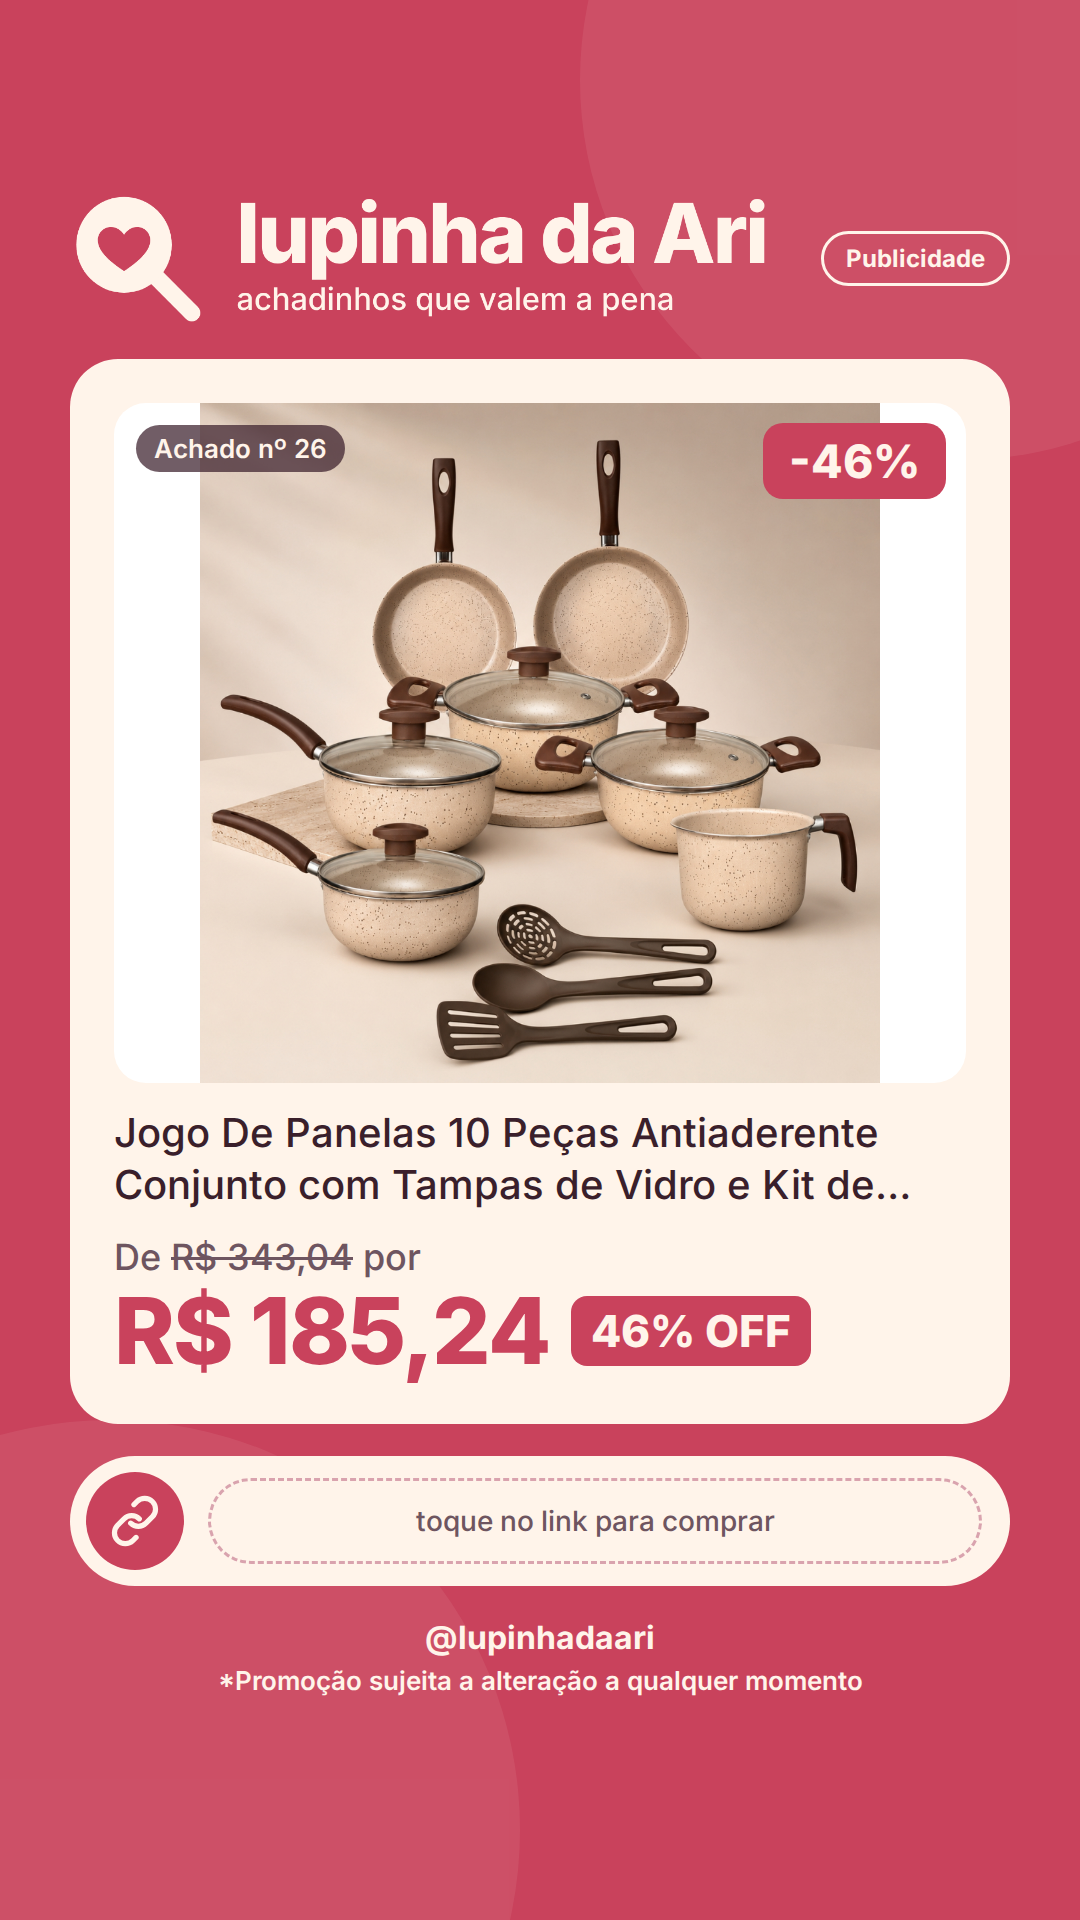 lupinha da Ari
achadinhos que valem a pena
Publicidade
Achado nº 26
-46%
Jogo De Panelas 10 Peças Antiaderente
Conjunto com Tampas de Vidro e Kit de...
De R$ 343,04 por
R$ 185,24
46% OFF
toque no link para comprar
@lupinhadaari
*Promoção sujeita a alteração a qualquer momento